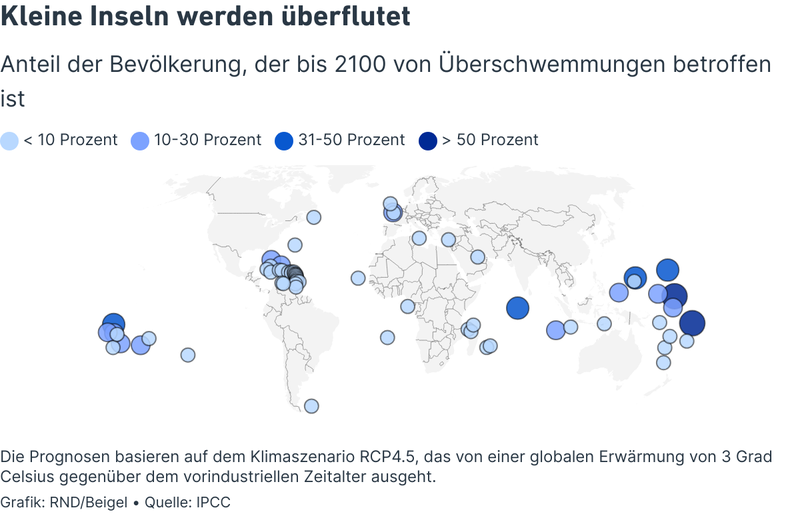 Kleine Inseln werden überflutet
Anteil der Bevölkerung, der bis 2100 von Überschwemmungen betroffen
ist
< 10 Prozent 10-30 Prozent 31-50 Prozent > 50 Prozent
Die Prognosen basieren auf dem Klimaszenario RCP4.5, das von einer globalen Erwärmung von 3 Grad
Celsius gegenüber dem vorindustriellen Zeitalter ausgeht.
Grafik: RND/Beigel • Quelle: IPCC